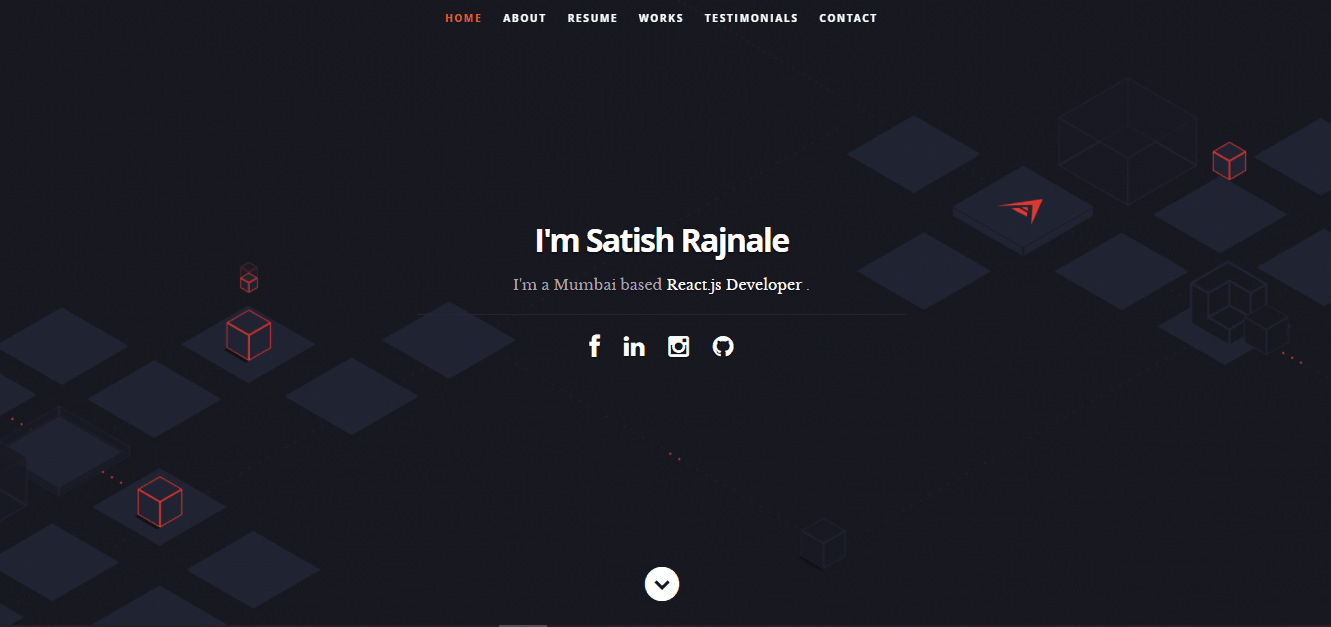 HOME ABOUT RESUME WORKS TESTIMONIALS CONTACT
I'm Satish Rajnale
I'm a Mumbai based React.js Developer .